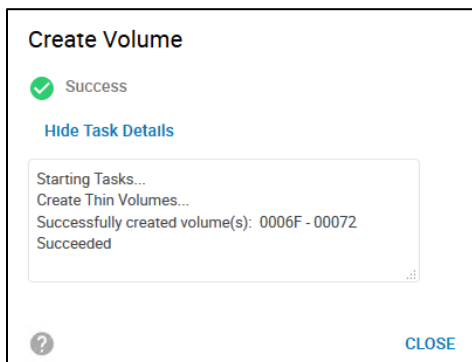 Create Volume
Success
Hide Task Details
Starting Tasks...
Create Thin Volumes...
Successfully created volume(s): 0006F - 00072
Succeeded
?
CLOSE